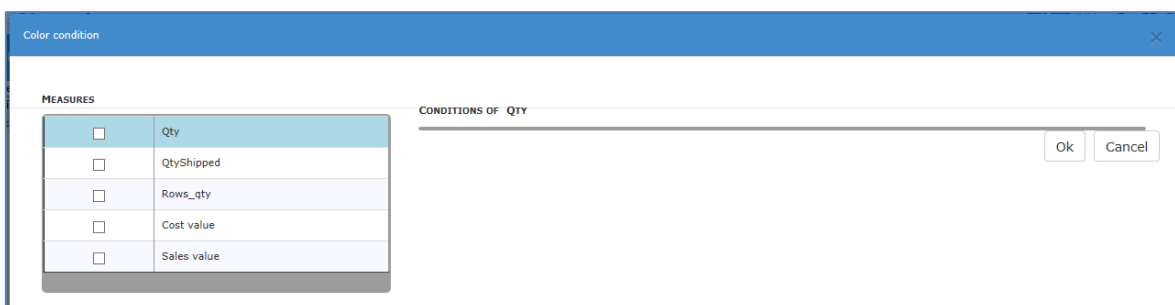 Color condition
MEASURES
Qty
QtyShipped
Rows_qty
Cost value
Sales value
CONDITIONS OF QTY
Ok
Cancel